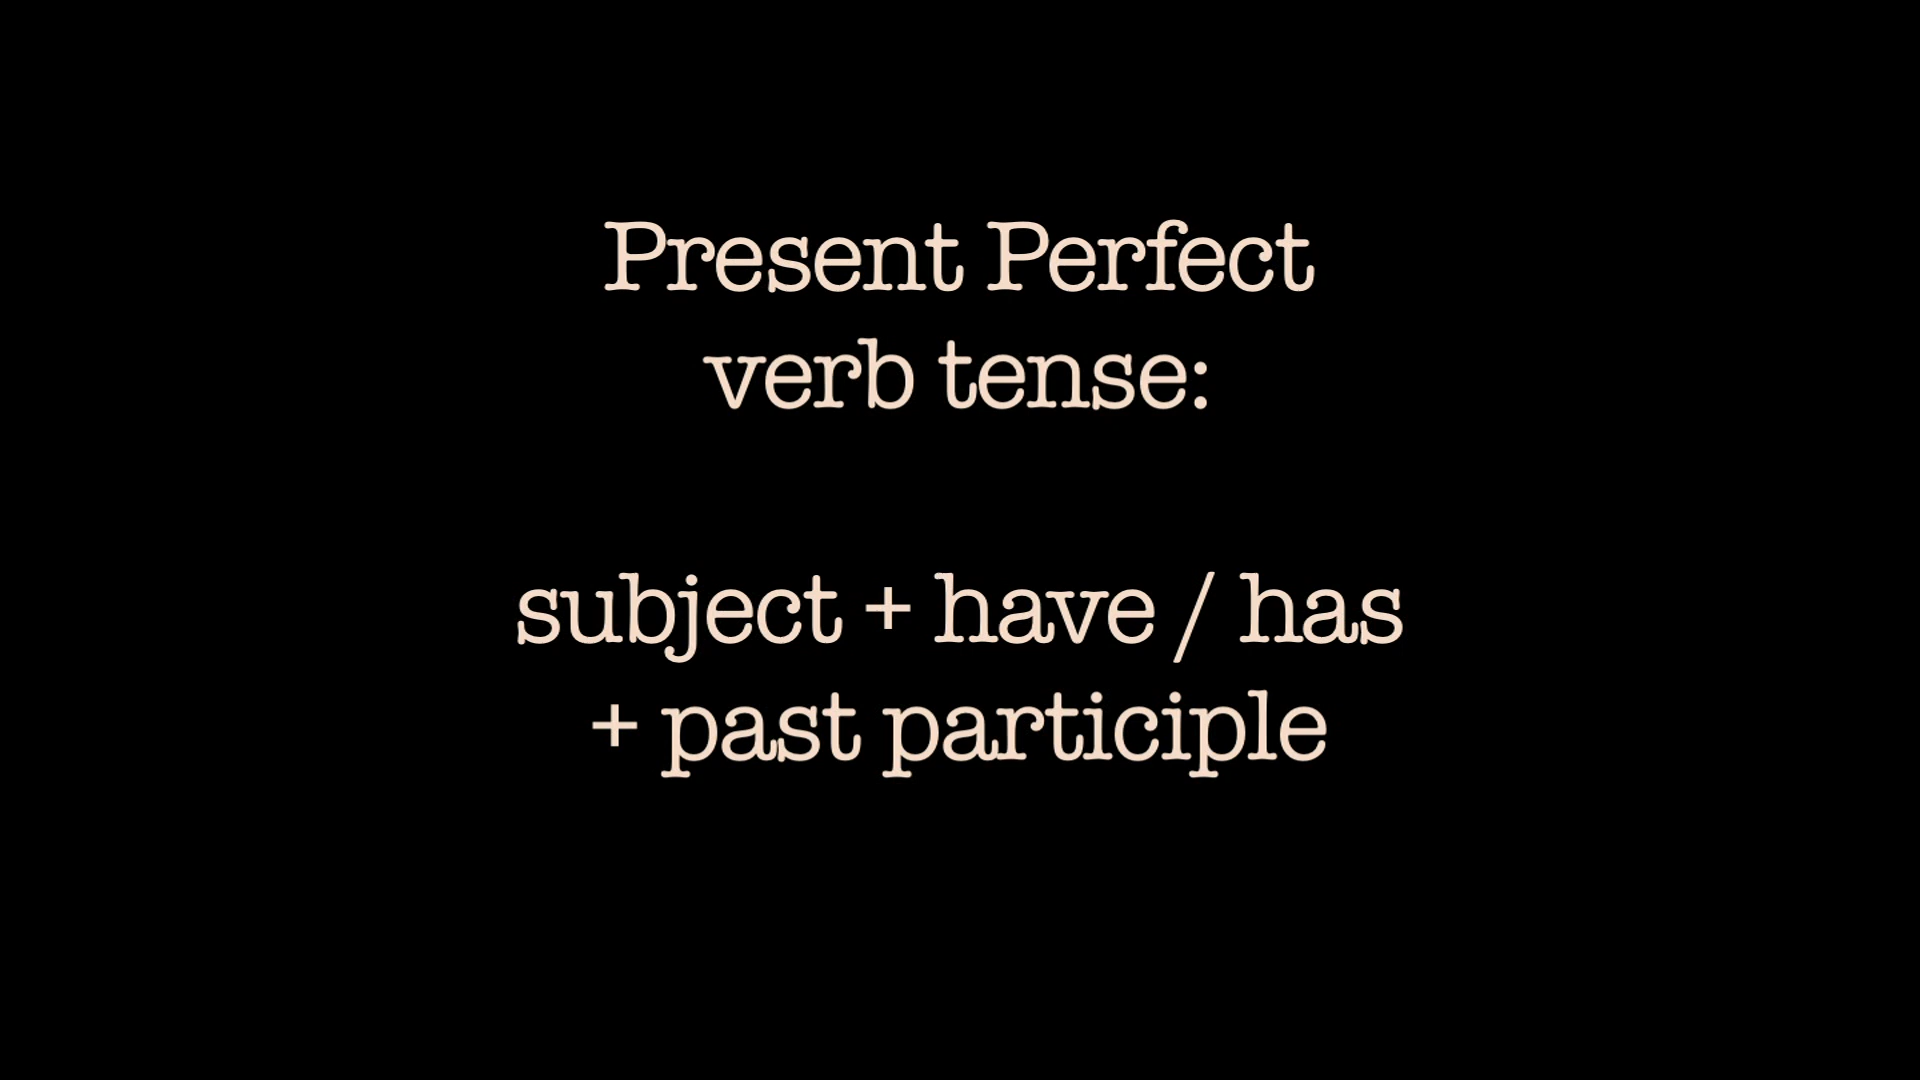 Present Perfect
verb tense:
subject + have / has
+ past participle